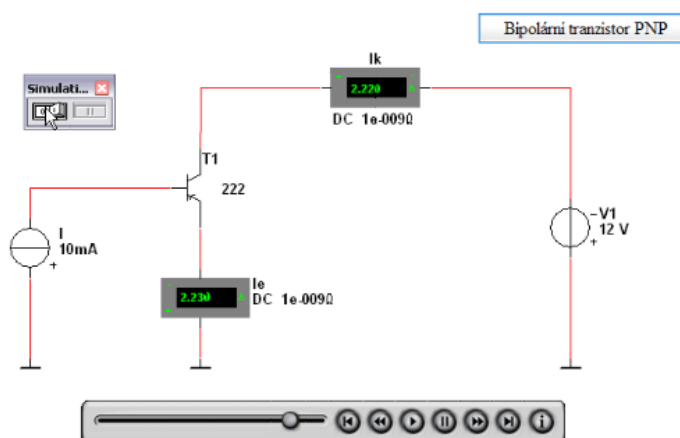 Bipolární tranzistor PNP
Simulati...
Ik
2.220
DC 1e-009Ω
T1
222
I
10mA
+
-V1
12 V
+
Ie
2.230
DC 1e-009Ω